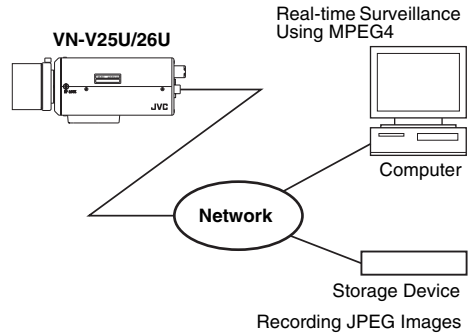 Real-time Surveillance
Using MPEG4
VN-V25U/26U
JVC
Computer
Network
Storage Device
Recording JPEG Images